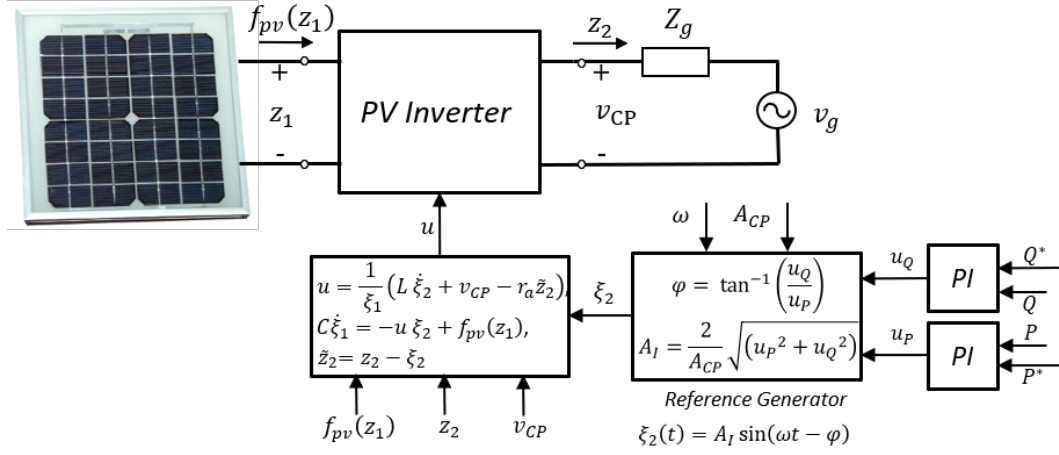 f_{pv}(z_1)
+
z_1
-
PV Inverter
z_2
Z_g
+
v_{CP}
-
v_g
u
ω
A_{CP}
u = \frac{1}{ξ_1}(L \dot{ξ}_2 + v_{CP} − r_a \tilde{z}_2),
C\dot{ξ}_1 = −u ξ_2 + f_{pv}(z_1),
\tilde{z}_2 = z_2 − ξ_2
ξ_2
φ = tan^{−1}(\frac{u_Q}{u_P})
A_I = \frac{2}{A_{CP}} \sqrt{(u_P^2 + u_Q^2)}
u_Q
PI
Q*
Q
u_P
PI
P
P*
f_{pv}(z_1)
z_2
v_{CP}
Reference Generator
ξ_2(t) = A_I sin(ωt − φ)